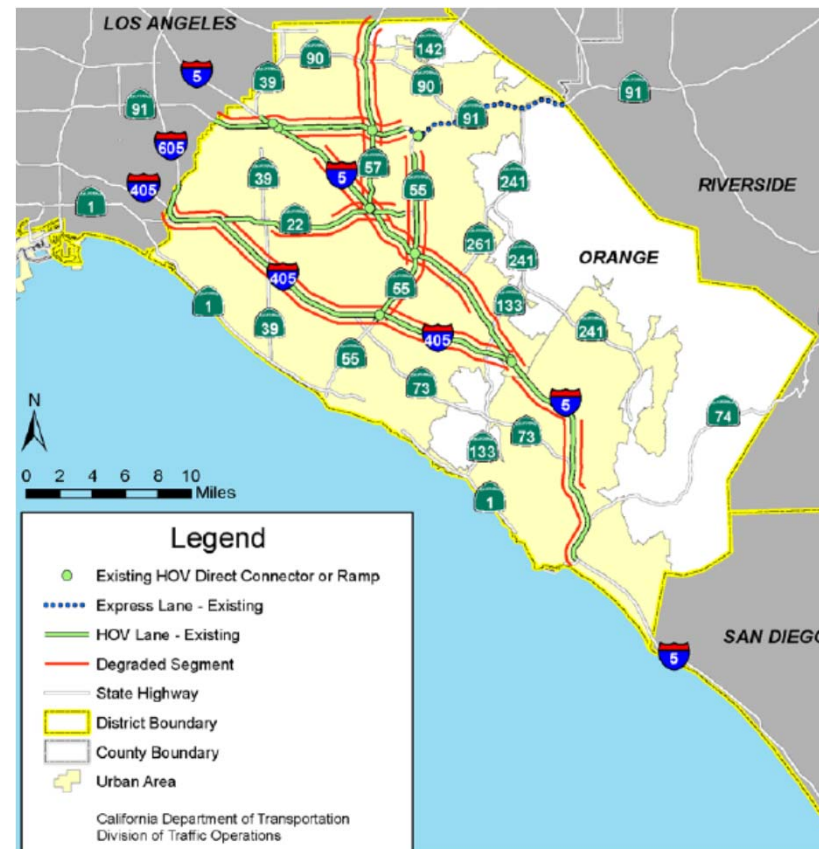 LOS ANGELES
142
5
90
39
90
91
91
91
605
57
5
39
55
241
405
RIVERSIDE
1
22
261
241
ORANGE
405
55
133
1
39
405
241
55
73
5
74
N
73
133
0 2 4 6 8 10
Miles
1
Legend
Existing HOV Direct Connector or Ramp
Express Lane - Existing
HOV Lane - Existing
SAN DIEGO
Degraded Segment
5
State Highway
District Boundary
County Boundary
Urban Area
California Department of Transportation
Division of Traffic Operations